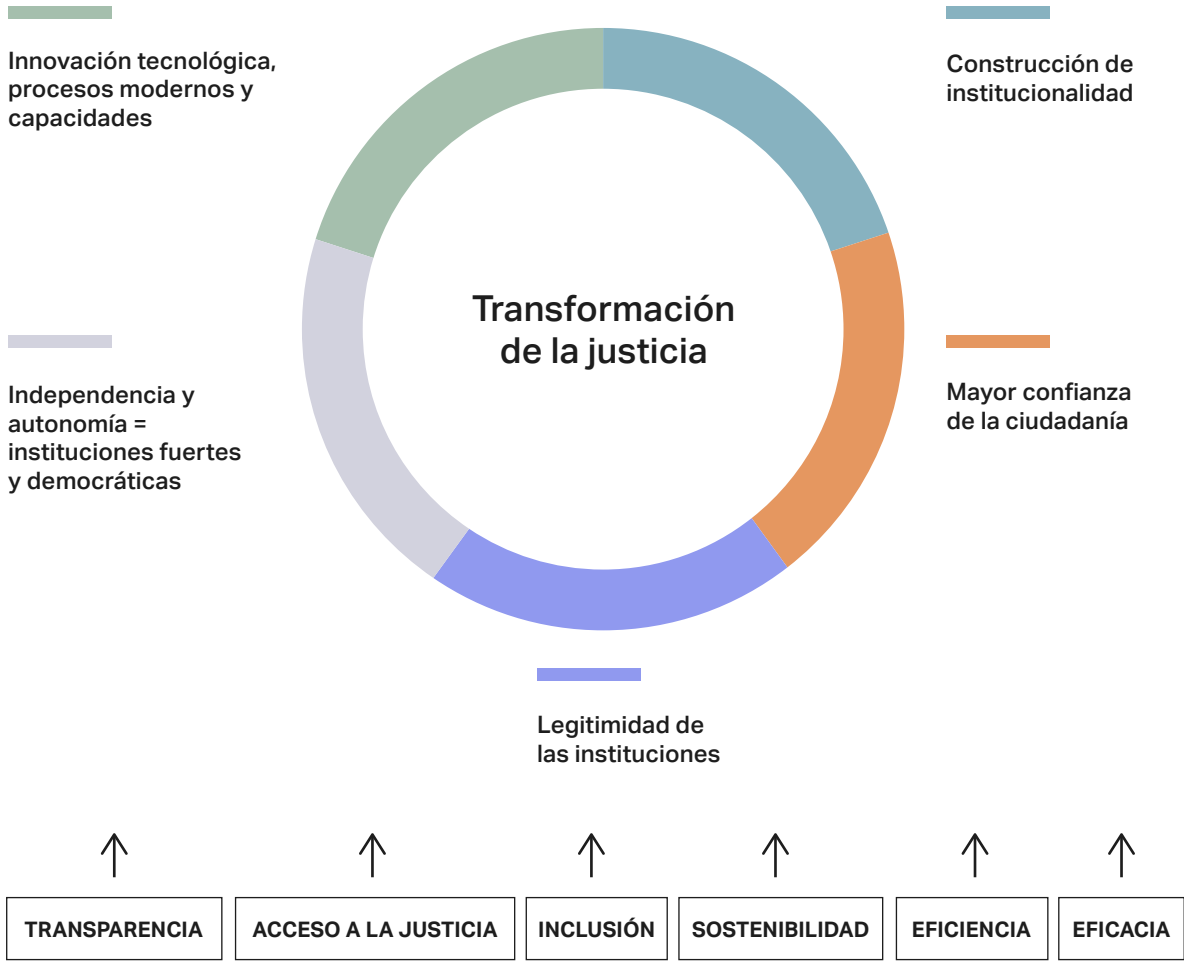 Innovación tecnológica,
procesos modernos y
capacidades
Construcción de
institucionalidad
Transformación
de la justicia
Independencia y
autonomía =
instituciones fuertes
y democráticas
Mayor confianza
de la ciudadanía
Legitimidad de
las instituciones
TRANSPARENCIA
ACCESO A LA JUSTICIA
INCLUSIÓN
SOSTENIBILIDAD
EFICIENCIA
EFICACIA